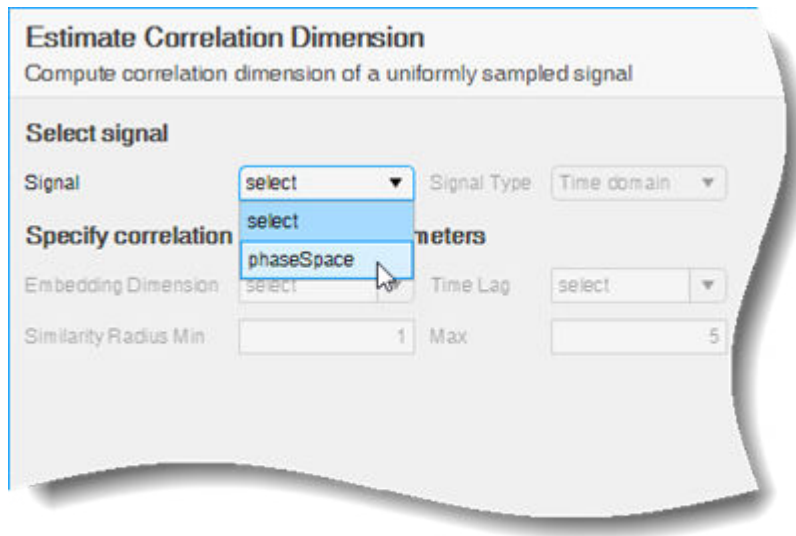 Estimate Correlation Dimension
Compute correlation dimension of a uniformly sampled signal
Select signal
Signal select Signal Type Time domain
select
Specify correlation meters
phaseSpace
Embedding Dimension select Time Lag select
Similarity Radius Min 1 Max 5